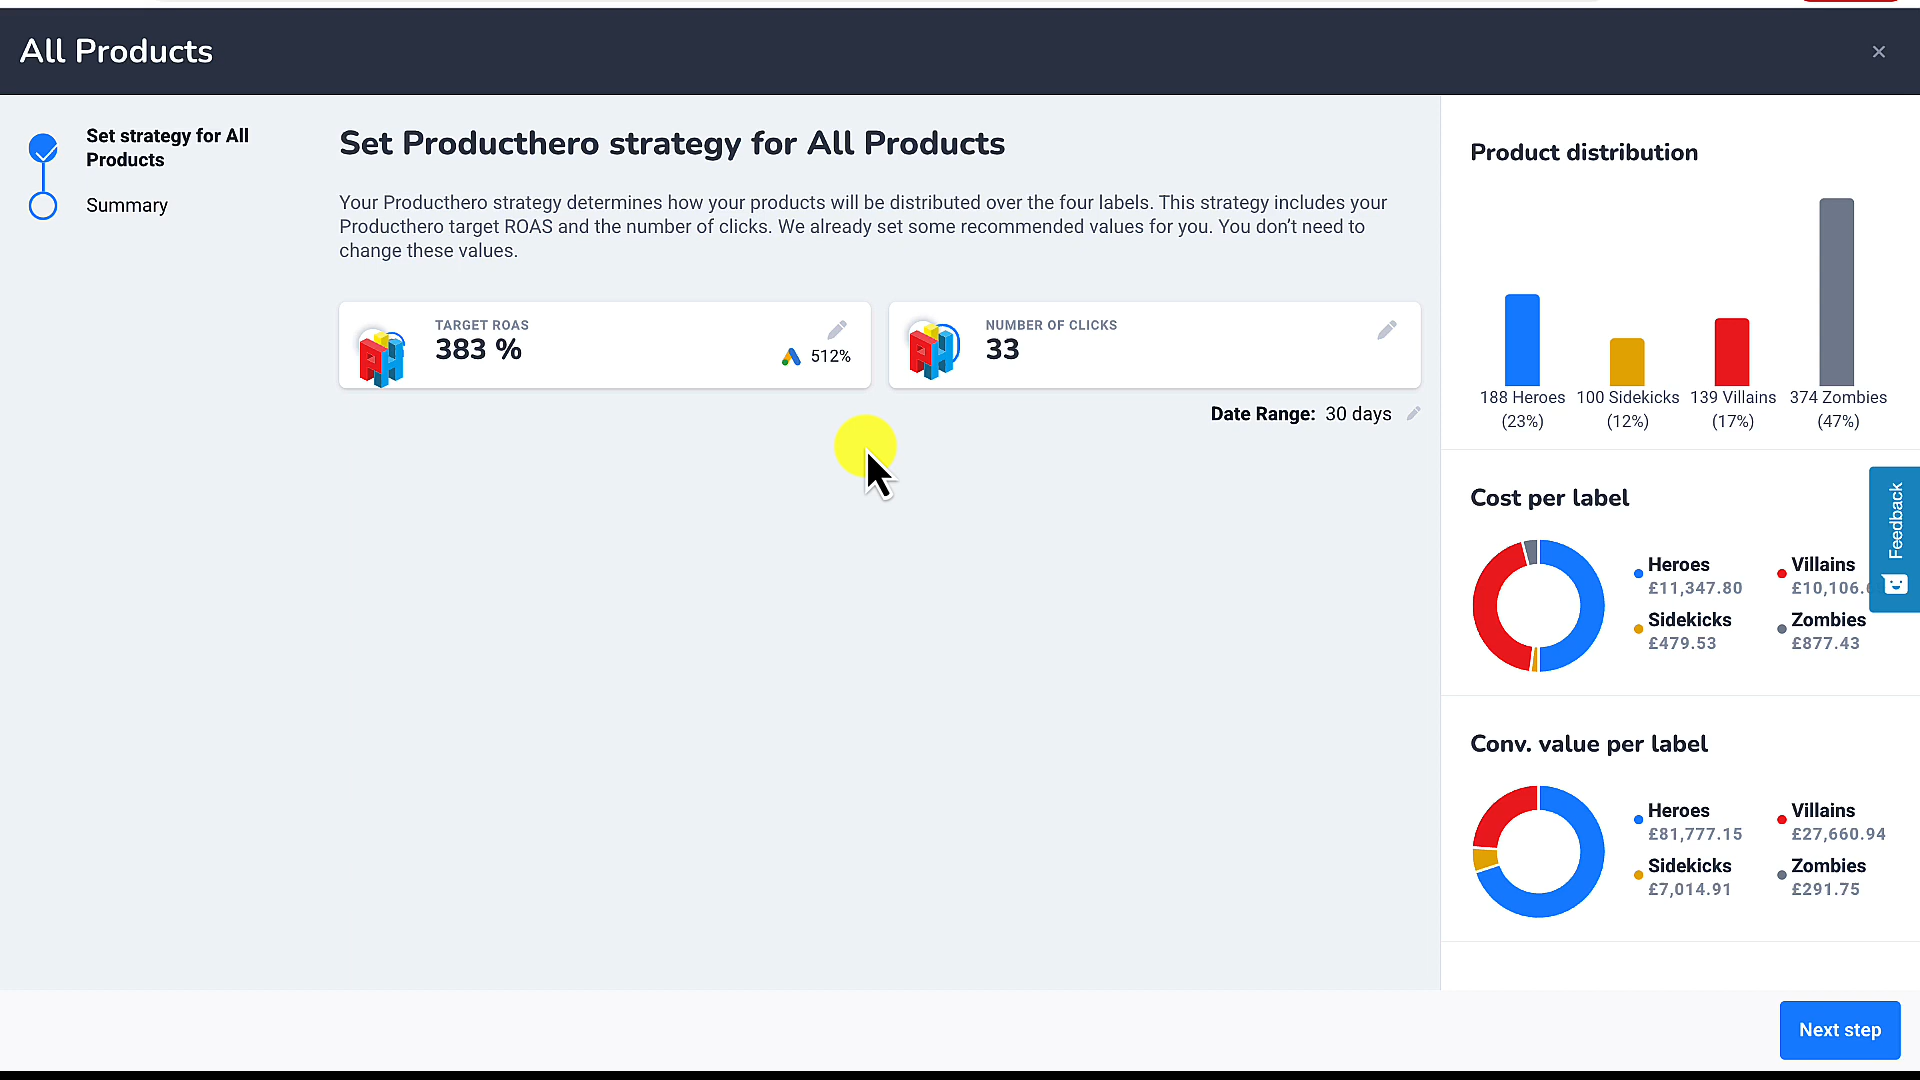 All Products
Set strategy for All
Products
Summary
Set Producthero strategy for All Products
Your Producthero strategy determines how your products will be distributed over the four labels. This strategy includes your
Producthero target ROAS and the number of clicks. We already set some recommended values for you. You don’t need to
change these values.
TARGET ROAS
383 %
512%
NUMBER OF CLICKS
33
Date Range: 30 days
Product distribution
188 Heroes
(23%)
100 Sidekicks
(12%)
139 Villains
(17%)
374 Zombies
(47%)
Cost per label
Heroes
£11,347.80
Villains
£10,106.
Sidekicks
£479.53
Zombies
£877.43
Feedback
Conv. value per label
Heroes
£81,777.15
Villains
£27,660.94
Sidekicks
£7,014.91
Zombies
£291.75
Next step